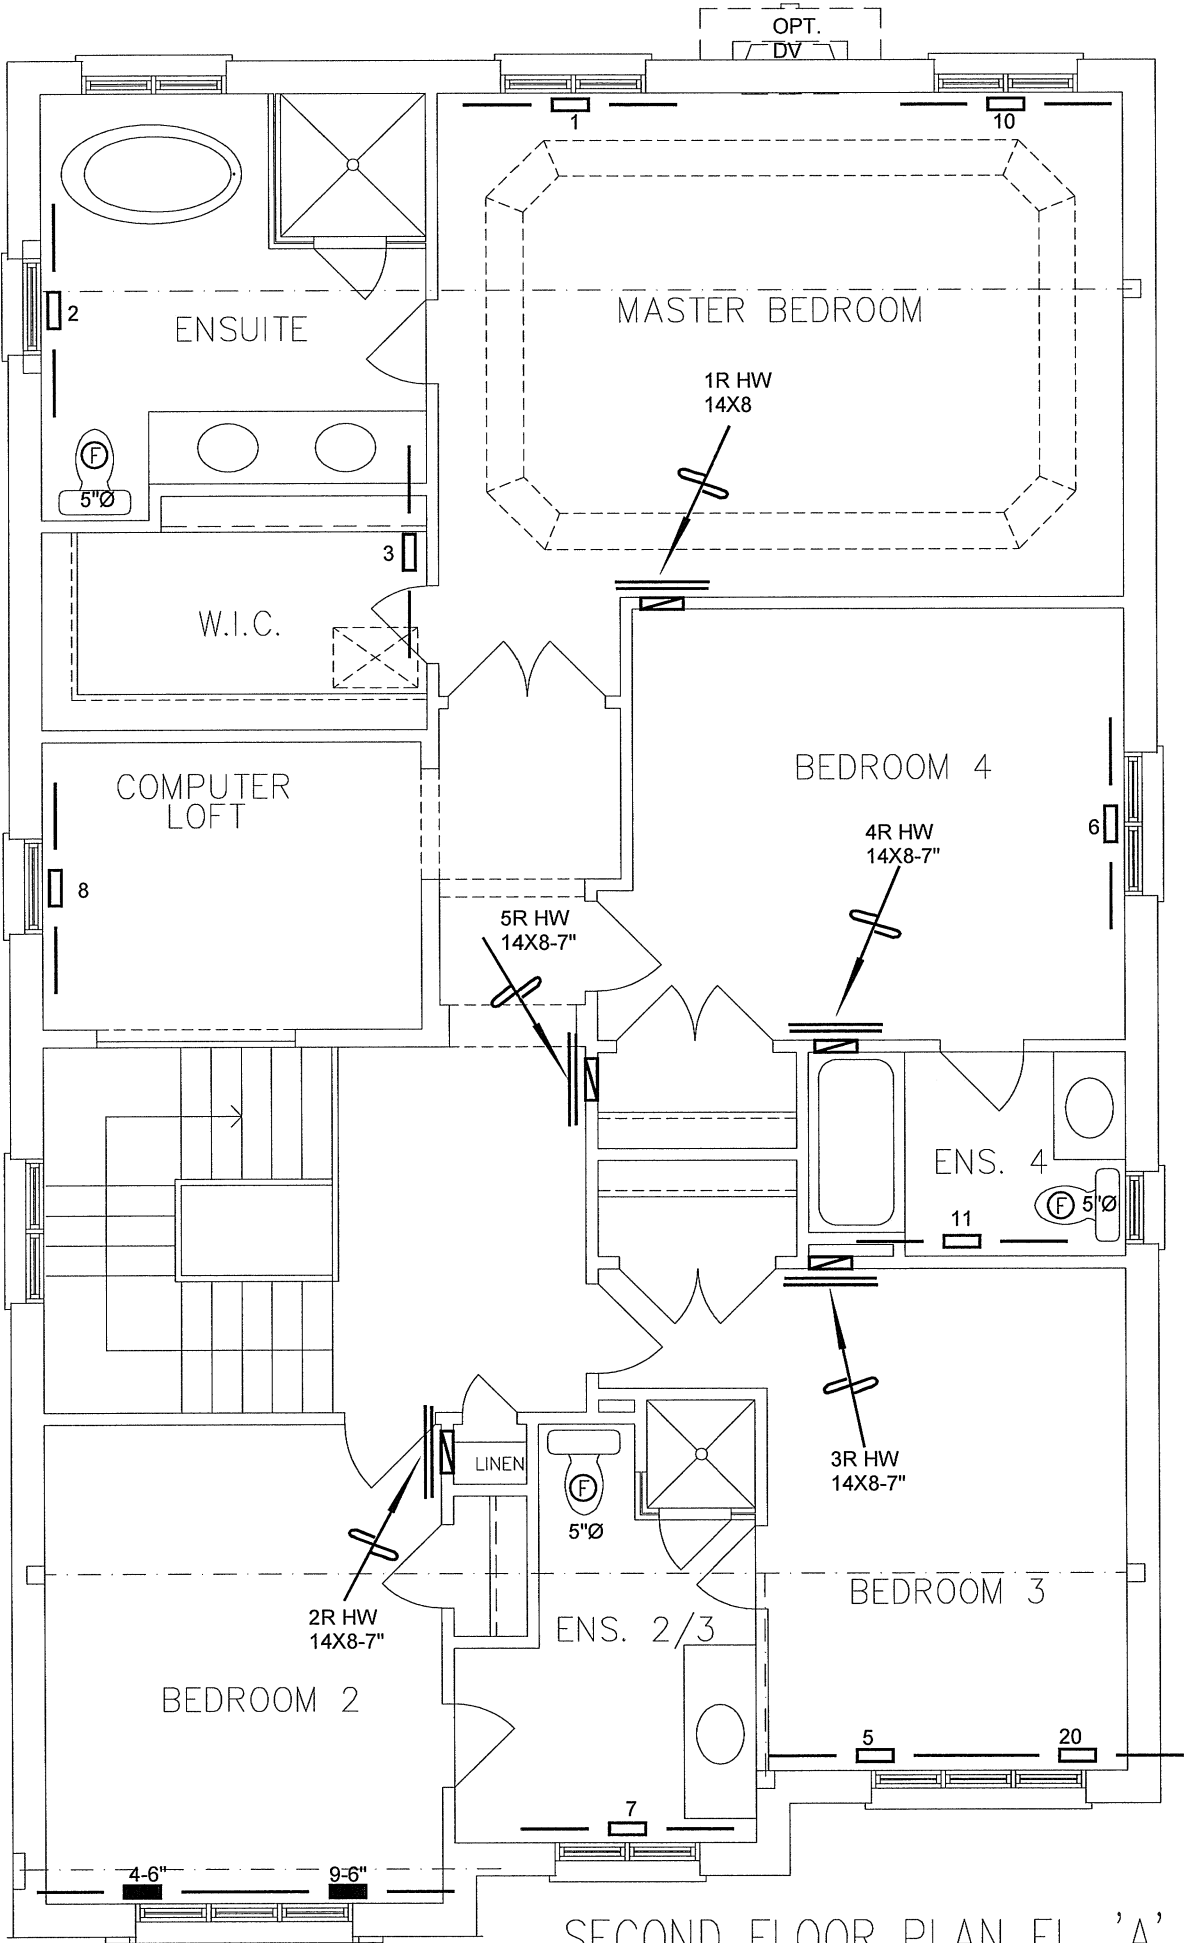 OPT.
DV
1
10
2
ENSUITE
MASTER BEDROOM
1R HW
14X8
F
5"Ø
3
W.I.C.
COMPUTER
LOFT
8
BEDROOM 4
6
4R HW
14X8-7"
5R HW
14X8-7"
ENS. 4
F
5"Ø
11
3R HW
14X8-7"
LINEN
F
5"Ø
2R HW
14X8-7"
BEDROOM 3
ENS. 2/3
BEDROOM 2
5
20
7
4-6"
9-6"
SECOND FLOOR PLAN EL. 'A'